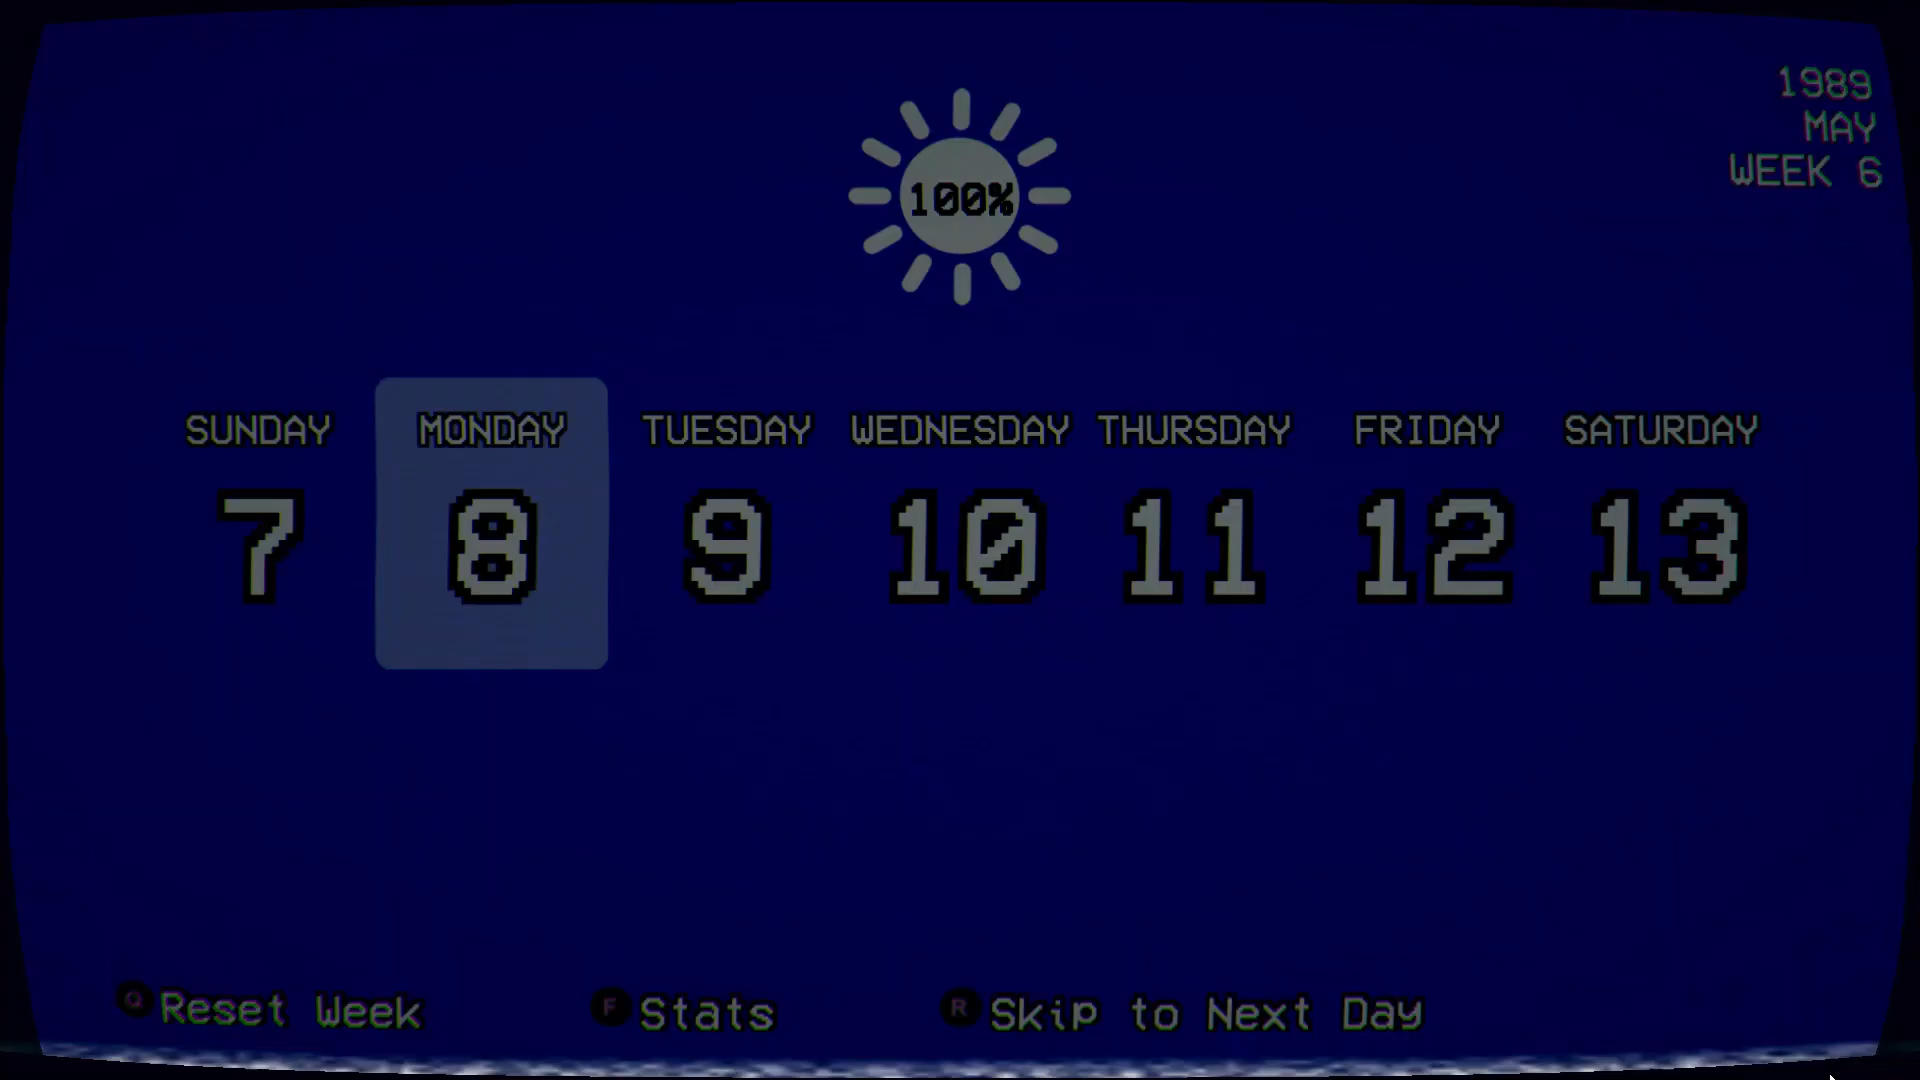 1989
MAY
WEEK 6
100%
SUNDAY MONDAY TUESDAY WEDNESDAY THURSDAY FRIDAY SATURDAY
7 8 9 10 11 12 13
Q Reset Week F Stats R Skip to Next Day